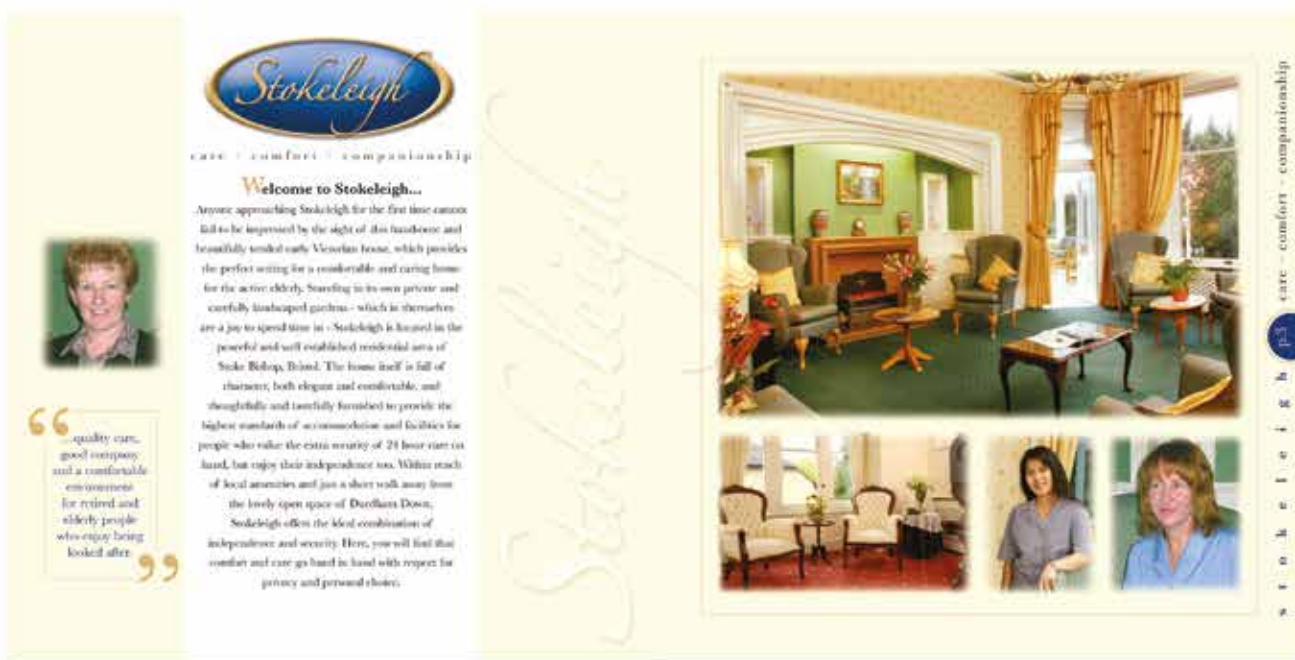 Stokeleigh
care - comfort - companionship
Welcome to Stokeleigh...
Anyone approaching Stokeleigh for the first time cannot
fail to be impressed by the sight of this handsome and
beautifully tended early Victorian house, which provides
the perfect setting for a comfortable and caring home
for the active elderly. Standing in its own private and
carefully landscaped gardens - which in themselves
are a joy to spend time in - Stokeleigh is located in the
peaceful and well established residential area of
Stoke Bishop, Bristol. The house itself is full of
character, both elegant and comfortable, and
thoughtfully and tastefully furnished to provide the
highest standards of accommodation and facilities for
people who value the extra security of 24 hour care on
hand, but enjoy their independence too. Within reach
of local amenities and just a short walk away from
the lovely open space of Durdham Down,
Stokeleigh offers the ideal combination of
independence and security. Here, you will find that
comfort and care go hand in hand with respect for
privacy and personal choice.
“
...quality care,
good company
and a comfortable
environment
for retired and
elderly people
who enjoy being
looked after
”
Stokeleigh
care - comfort - companionship
p.3
stokeleigh